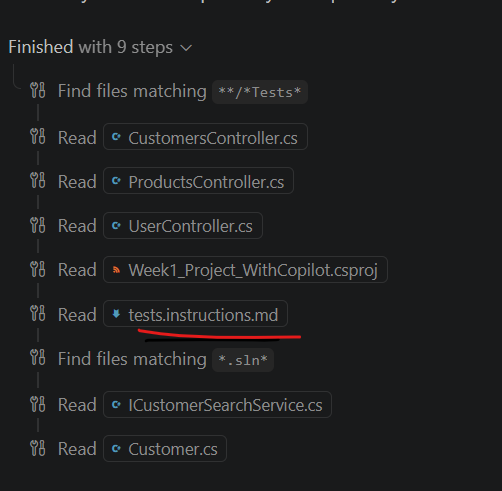 Finished with 9 steps
Find files matching **/*Tests*
Read CustomersController.cs
Read ProductsController.cs
Read UserController.cs
Read Week1_Project_WithCopilot.csproj
Read tests.instructions.md
Find files matching *.sln*
Read ICustomerSearchService.cs
Read Customer.cs